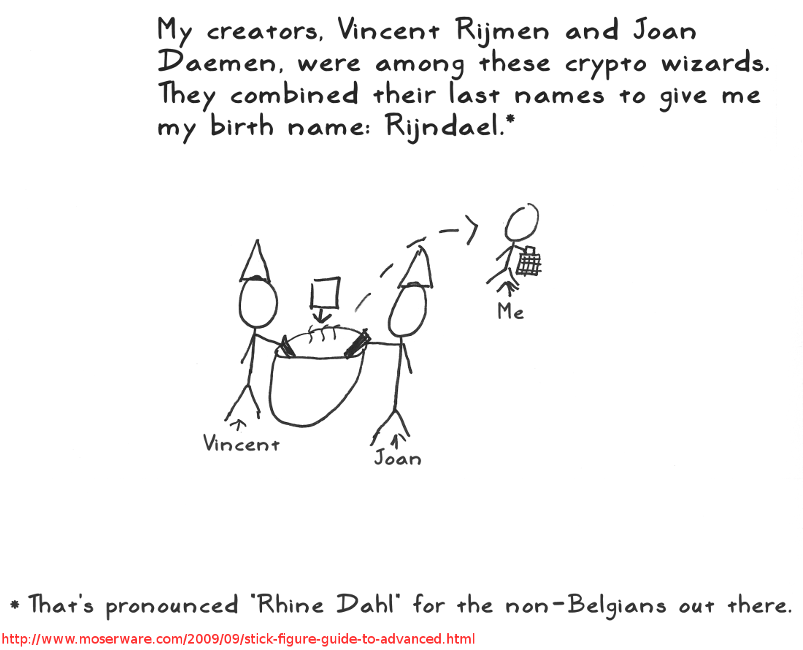 My creators, Vincent Rijmen and Joan
Daemen, were among these crypto wizards.
They combined their last names to give me
my birth name: Rijndael.*
Me
Vincent
Joan
* That's pronounced "Rhine Dahl" for the non-Belgians out there.
http://www.moserware.com/2009/09/stick-figure-guide-to-advanced.html